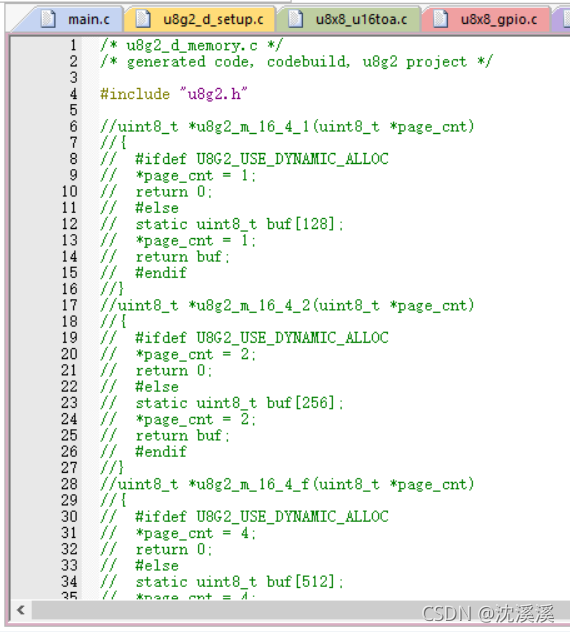 main.c u8g2_d_setup.c u8x8_u16toa.c u8x8_gpio.c
1 /* u8g2_d_memory.c */
2 /* generated code, codebuild, u8g2 project */
3
4 #include "u8g2.h"
5
6 //uint8_t *u8g2_m_16_4_1(uint8_t *page_cnt)
7 //{
8 //  #ifdef U8G2_USE_DYNAMIC_ALLOC
9 //  *page_cnt = 1;
10 //  return 0;
11 //  #else
12 //  static uint8_t buf[128];
13 //  *page_cnt = 1;
14 //  return buf;
15 //  #endif
16 //}
17 //uint8_t *u8g2_m_16_4_2(uint8_t *page_cnt)
18 //{
19 //  #ifdef U8G2_USE_DYNAMIC_ALLOC
20 //  *page_cnt = 2;
21 //  return 0;
22 //  #else
23 //  static uint8_t buf[256];
24 //  *page_cnt = 2;
25 //  return buf;
26 //  #endif
27 //}
28 //uint8_t *u8g2_m_16_4_f(uint8_t *page_cnt)
29 //{
30 //  #ifdef U8G2_USE_DYNAMIC_ALLOC
31 //  *page_cnt = 4;
32 //  return 0;
33 //  #else
34 //  static uint8_t buf[512];
35 //  *page_cnt = 4;
CSDN @沈溪溪